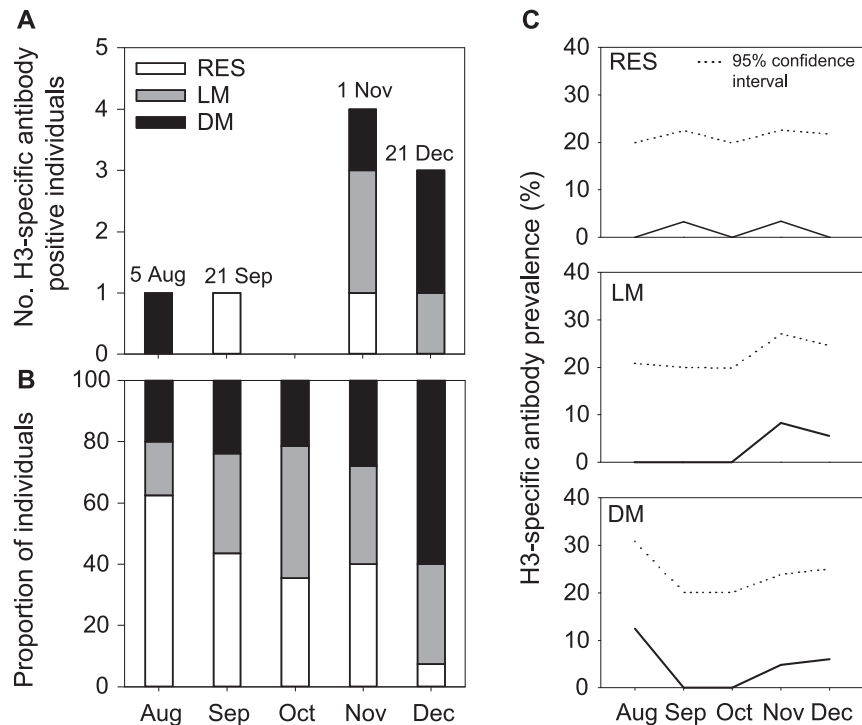 A
No. H3-specific antibody
positive individuals
5
4
3
2
1
0
RES
LM
DM
5 Aug
21 Sep
1 Nov
21 Dec
B
Proportion of individuals
100
80
60
40
20
0
Aug Sep Oct Nov Dec
C
H3-specific antibody prevalence (%)
40
30
20
10
0
RES
95% confidence
interval
40
30
20
10
0
LM
40
30
20
10
0
DM
Aug Sep Oct Nov Dec